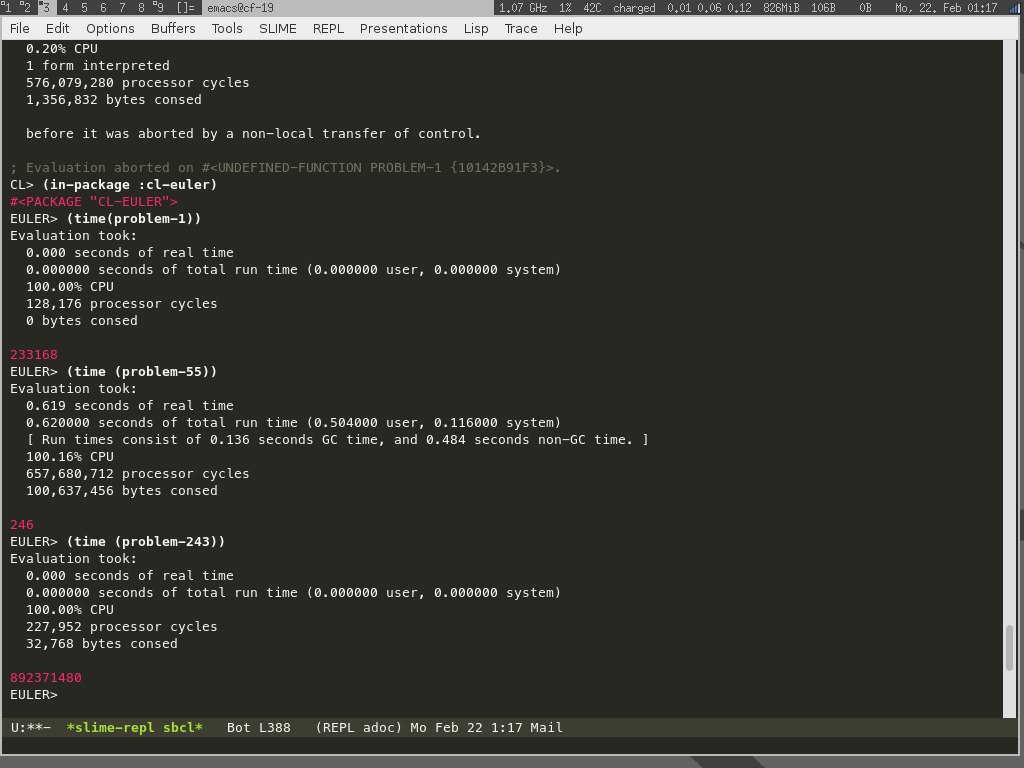 1 2 3 4 5 6 7 8 9 []= emacs@cf-19 1.07 GHz 1% 42C charged 0.01 0.06 0.12 826MiB 106B 0B Mo, 22. Feb 01:17
File Edit Options Buffers Tools SLIME REPL Presentations Lisp Trace Help
0.20% CPU
1 form interpreted
576,079,280 processor cycles
1,356,832 bytes consed
before it was aborted by a non-local transfer of control.
; Evaluation aborted on #<UNDEFINED-FUNCTION PROBLEM-1 {10142B91F3}>.
CL> (in-package :cl-euler)
#<PACKAGE "CL-EULER">
EULER> (time(problem-1))
Evaluation took:
0.000 seconds of real time
0.000000 seconds of total run time (0.000000 user, 0.000000 system)
100.00% CPU
128,176 processor cycles
0 bytes consed
233168
EULER> (time (problem-55))
Evaluation took:
0.619 seconds of real time
0.620000 seconds of total run time (0.504000 user, 0.116000 system)
[ Run times consist of 0.136 seconds GC time, and 0.484 seconds non-GC time. ]
100.16% CPU
657,680,712 processor cycles
100,637,456 bytes consed
246
EULER> (time (problem-243))
Evaluation took:
0.000 seconds of real time
0.000000 seconds of total run time (0.000000 user, 0.000000 system)
100.00% CPU
227,952 processor cycles
32,768 bytes consed
892371480
EULER>
U:**- *slime-repl sbcl* Bot L388 (REPL adoc) Mo Feb 22 1:17 Mail